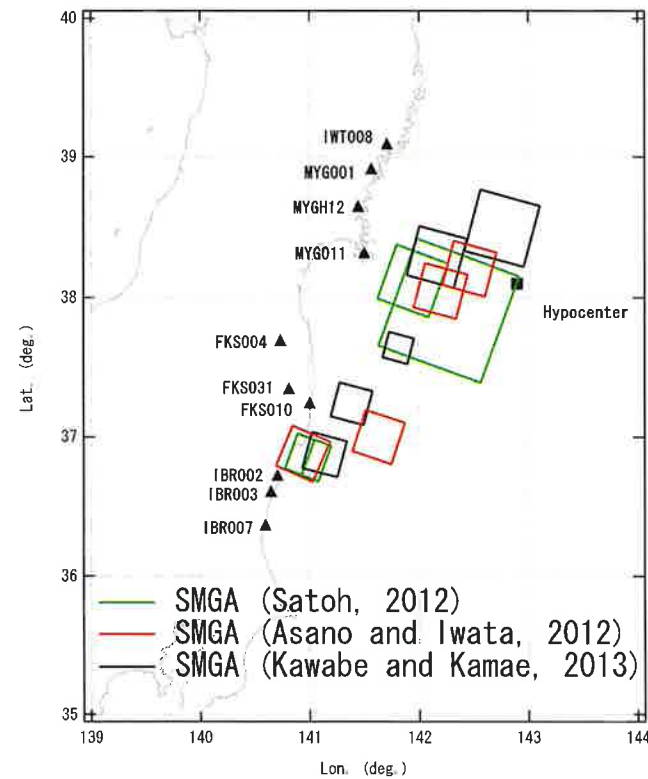 40
39
38
37
36
35
Lat. (deg.)
IWT008
MYG001
MYGH12
MYG011
Hypocenter
FKS004
FKS031
FKS010
IBR002
IBR003
IBR007
SMGA (Satoh, 2012)
SMGA (Asano and Iwata, 2012)
SMGA (Kawabe and Kamae, 2013)
139 140 141 142 143 144
Lon. (deg.)